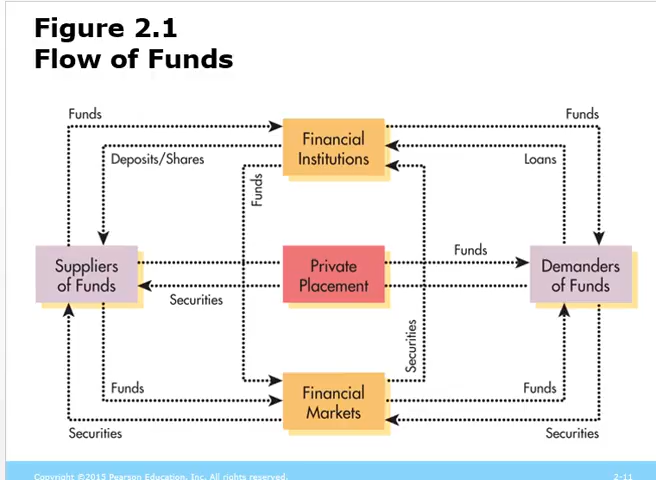 Figure 2.1
Flow of Funds
Funds
Funds
Financial
Institutions
Deposits/Shares
Loans
Funds
Suppliers
of Funds
Private
Placement
Funds
Demanders
of Funds
Securities
Securities
Funds
Financial
Markets
Funds
Securities
Securities
Copyright ©2015 Pearson Education, Inc. All rights reserved.
2-11